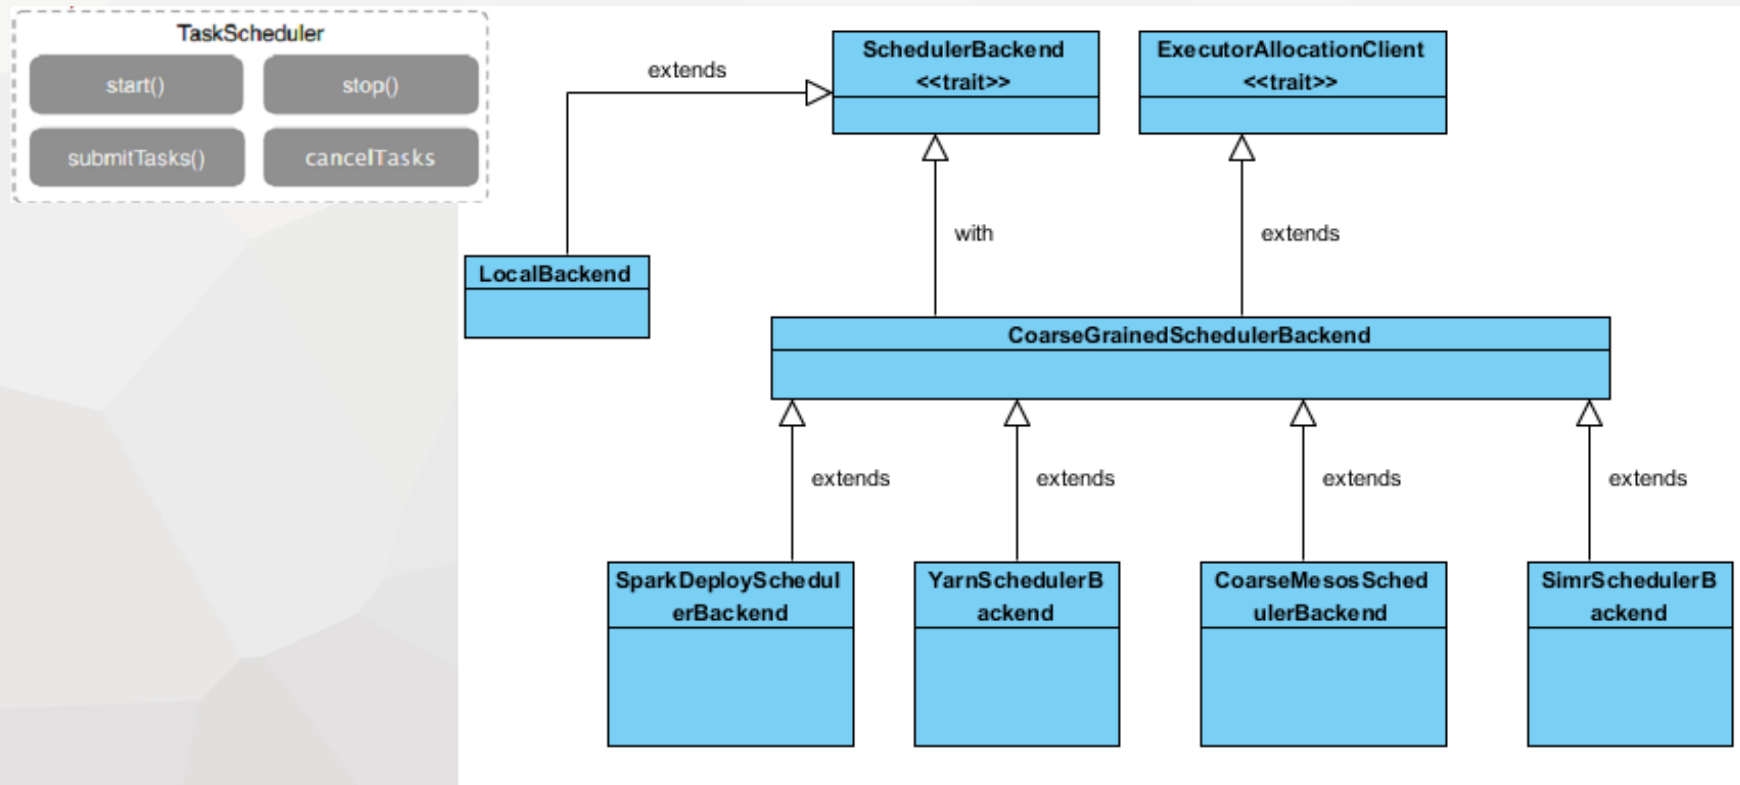 TaskScheduler
start()
stop()
submitTasks()
cancelTasks
extends
SchedulerBackend
<<trait>>
ExecutorAllocationClient
<<trait>>
with
extends
LocalBackend
CoarseGrainedSchedulerBackend
extends
extends
extends
extends
SparkDeploySchedul
erBackend
YarnSchedulerB
ackend
CoarseMesosSched
ulerBackend
SimrSchedulerB
ackend